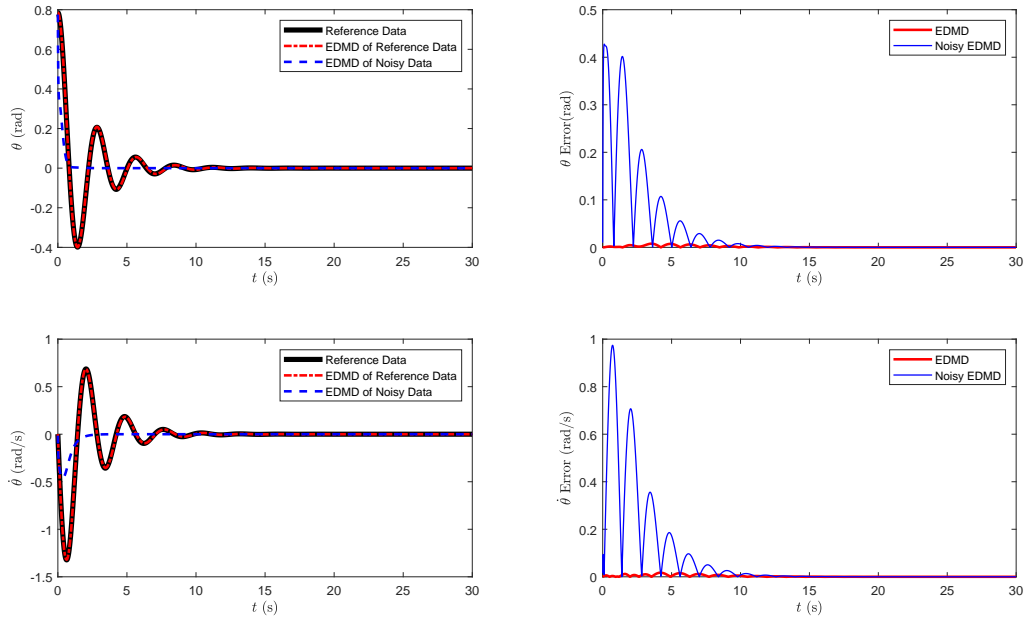 0.8
0.6
0.4
0.2
0
-0.2
-0.4
θ (rad)
Reference Data
EDMD of Reference Data
EDMD of Noisy Data
0 5 10 15 20 25 30
t (s)
0.5
0.4
0.3
0.2
0.1
0
θ Error(rad)
EDMD
Noisy EDMD
0 5 10 15 20 25 30
t (s)
1
0.5
0
-0.5
-1
-1.5
θ̇ (rad/s)
Reference Data
EDMD of Reference Data
EDMD of Noisy Data
0 5 10 15 20 25 30
t (s)
1
0.8
0.6
0.4
0.2
0
θ̇ Error (rad/s)
EDMD
Noisy EDMD
0 5 10 15 20 25 30
t (s)